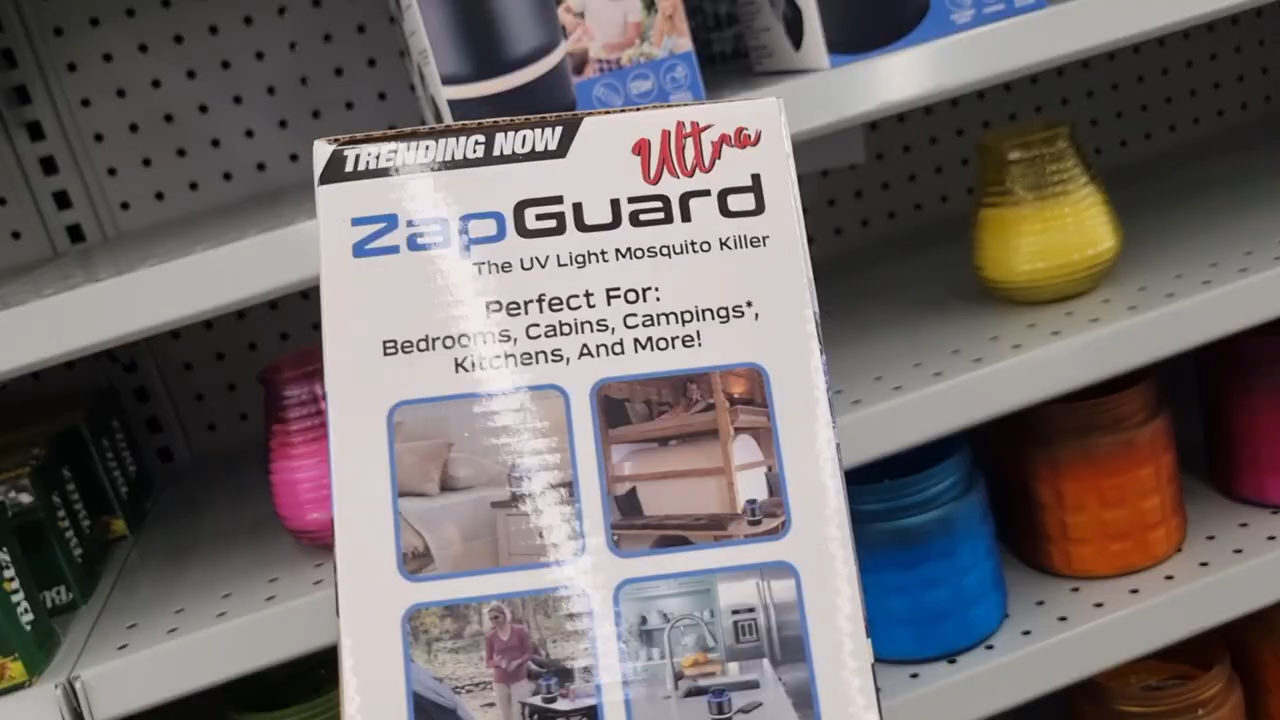 TRENDING NOW
Ultra
ZapGuard
The UV Light Mosquito Killer
Perfect For:
Bedrooms, Cabins, Campings*,
Kitchens, And More!